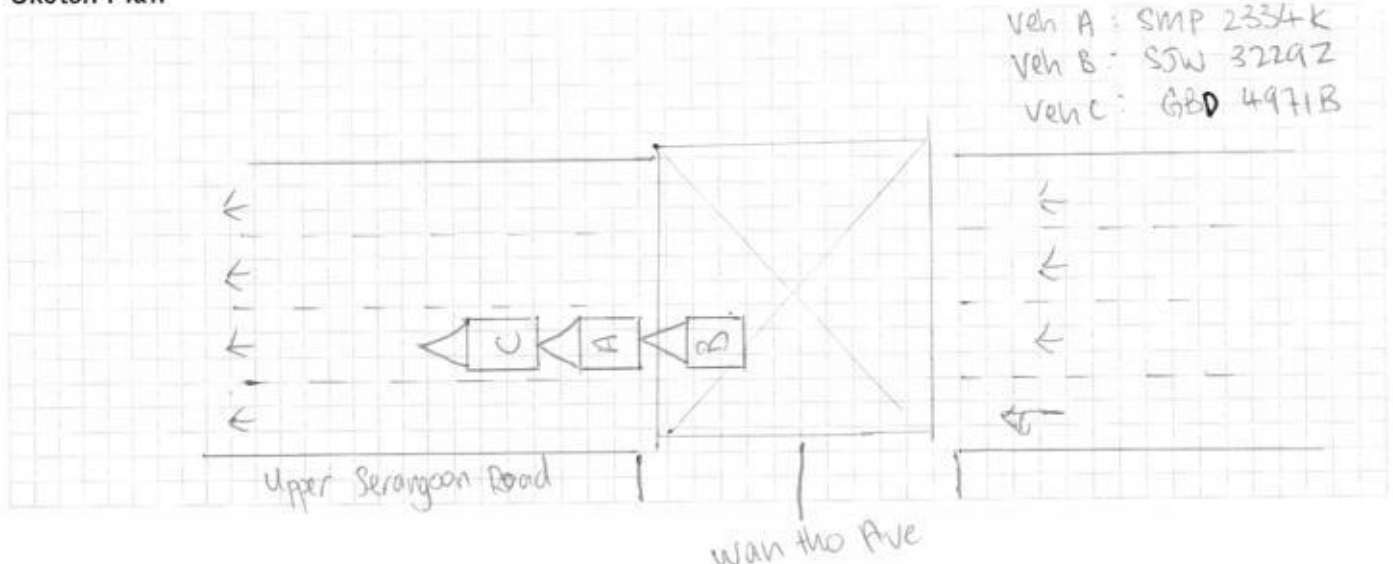 Sketch Plan
Veh A : SMP 2334K
Veh B : SJW 3229Z
Veh C : GBD 4971B
C A B
Upper Serangoon Road
Wan tho Ave